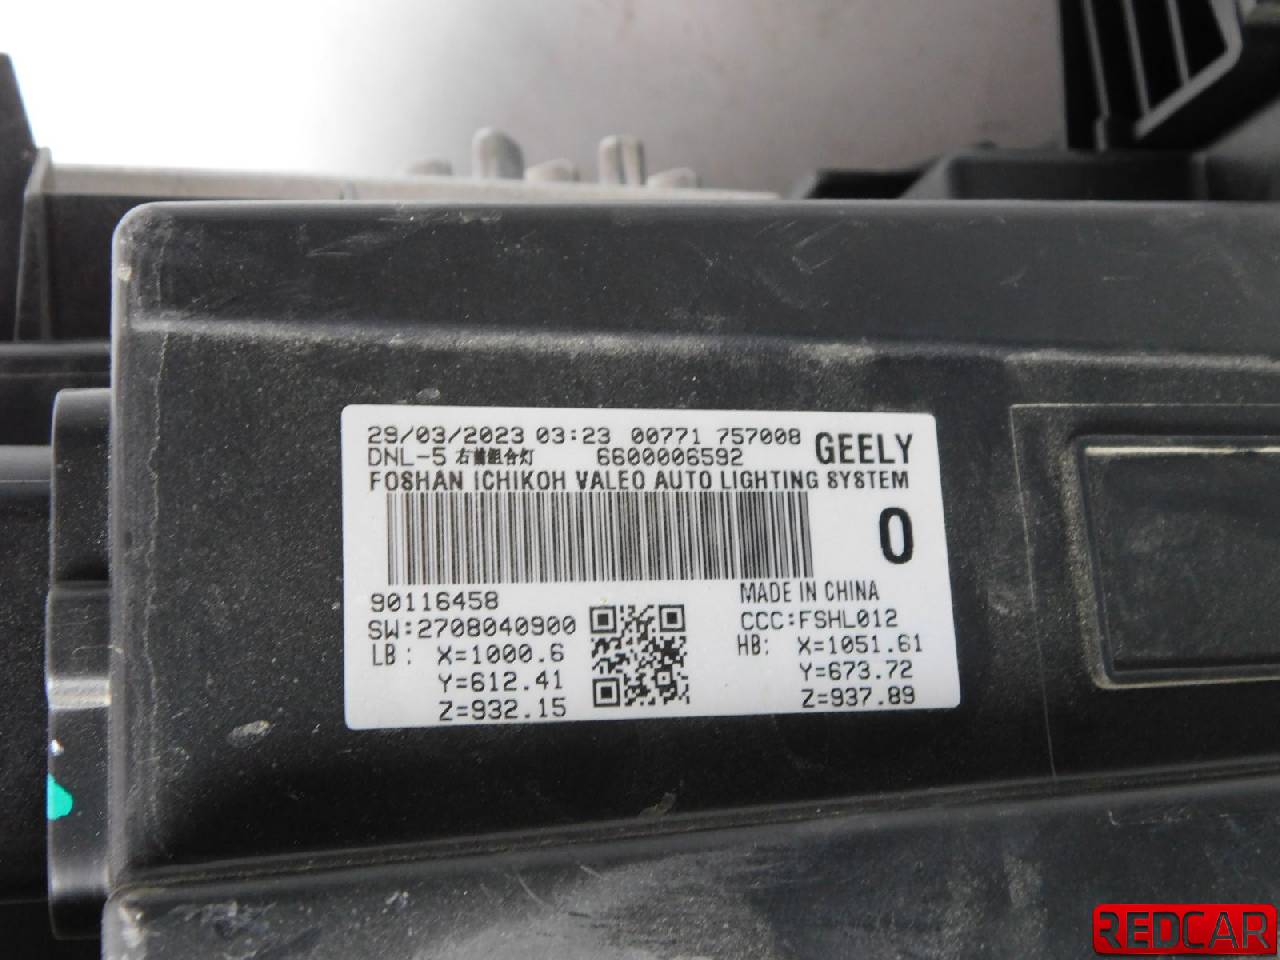 29/03/2023 03:23 00771 757008
GEELY
DNL-5 右前组合灯 6600006592
FOSHAN ICHIKOH VALEO AUTO LIGHTING SYSTEM
0
90116458
MADE IN CHINA
SW:2708040900
CCC:FSHL012
LB: X=1000.6
HB: X=1051.61
Y=612.41
Y=673.72
Z=932.15
Z=937.89
REDCAR